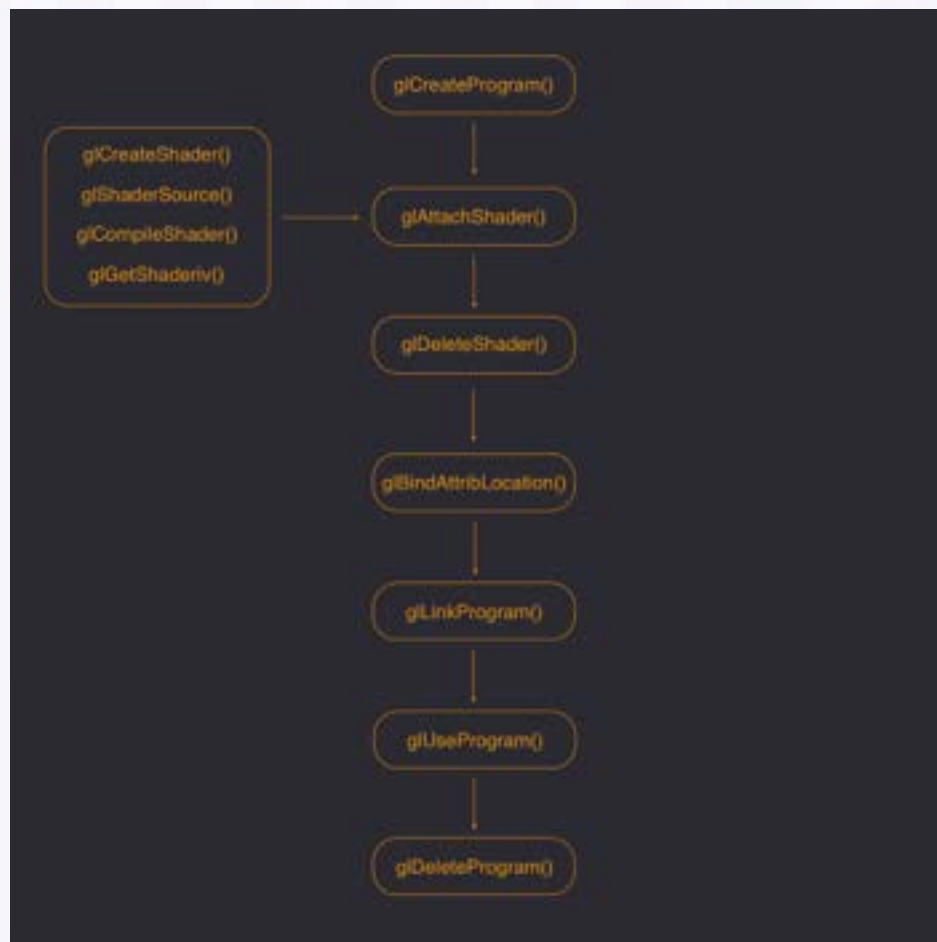 glCreateProgram()
glCreateShader()
glShaderSource()
glCompileShader()
glGetShaderiv()
glAttachShader()
glDeleteShader()
glBindAttribLocation()
glLinkProgram()
glUseProgram()
glDeleteProgram()